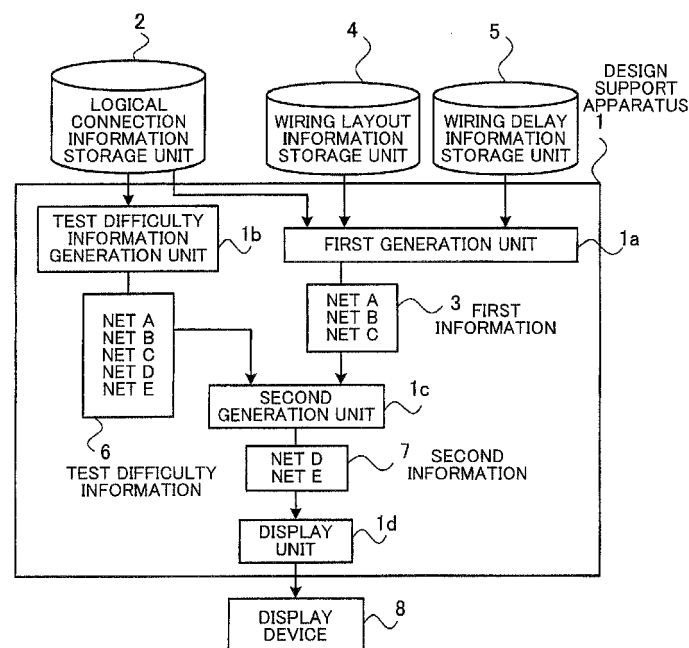 2
4
5
DESIGN
SUPPORT
APPARATUS
1
LOGICAL
CONNECTION
INFORMATION
STORAGE UNIT
WIRING LAYOUT
INFORMATION
STORAGE UNIT
WIRING DELAY
INFORMATION
STORAGE UNIT
TEST DIFFICULTY
INFORMATION
GENERATION UNIT
1b
FIRST GENERATION UNIT
1a
NET A
NET B
NET C
NET D
NET E
NET A
NET B
NET C
3
FIRST
INFORMATION
SECOND
GENERATION UNIT
1c
6
TEST DIFFICULTY
INFORMATION
NET D
NET E
7
SECOND
INFORMATION
DISPLAY
UNIT
1d
DISPLAY
DEVICE
8